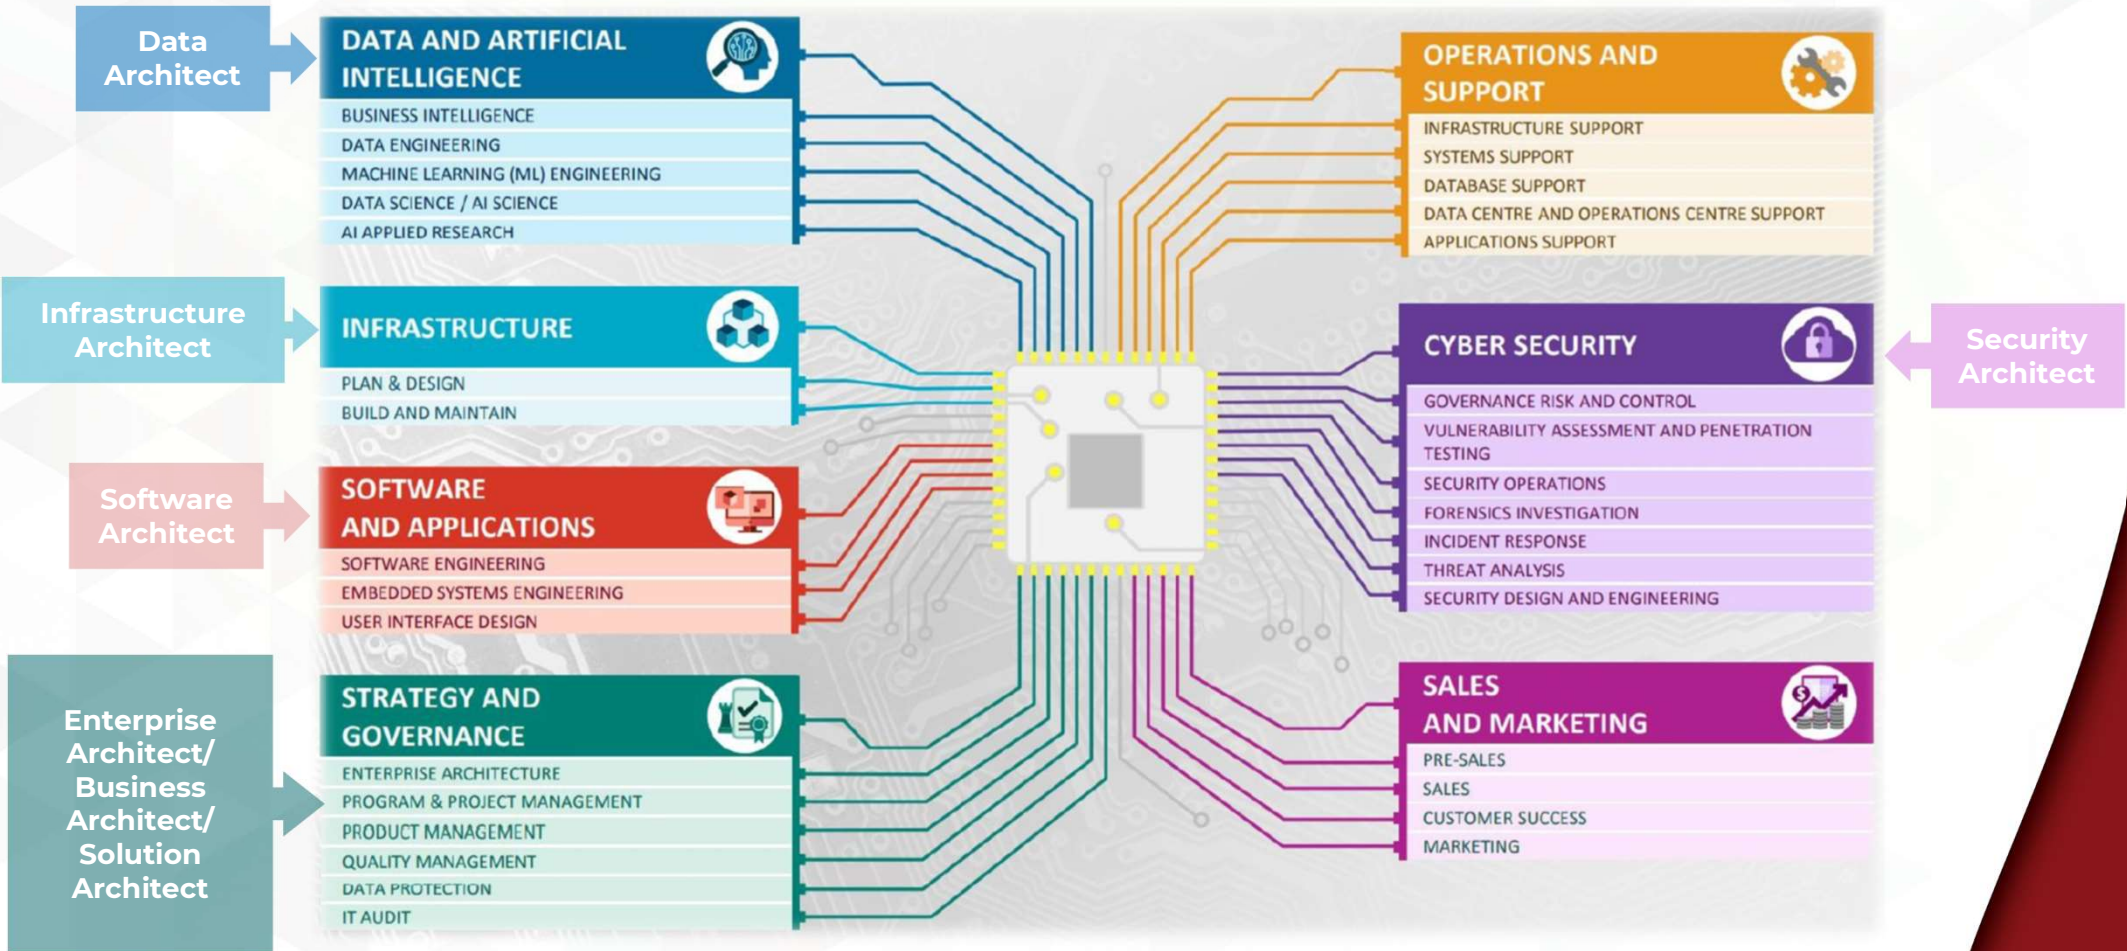 Data
Architect
DATA AND ARTIFICIAL
INTELLIGENCE
BUSINESS INTELLIGENCE
DATA ENGINEERING
MACHINE LEARNING (ML) ENGINEERING
DATA SCIENCE / AI SCIENCE
AI APPLIED RESEARCH
Infrastructure
Architect
INFRASTRUCTURE
PLAN & DESIGN
BUILD AND MAINTAIN
Software
Architect
SOFTWARE
AND APPLICATIONS
SOFTWARE ENGINEERING
EMBEDDED SYSTEMS ENGINEERING
USER INTERFACE DESIGN
Enterprise
Architect/
Business
Architect/
Solution
Architect
STRATEGY AND
GOVERNANCE
ENTERPRISE ARCHITECTURE
PROGRAM & PROJECT MANAGEMENT
PRODUCT MANAGEMENT
QUALITY MANAGEMENT
DATA PROTECTION
IT AUDIT
OPERATIONS AND
SUPPORT
INFRASTRUCTURE SUPPORT
SYSTEMS SUPPORT
DATABASE SUPPORT
DATA CENTRE AND OPERATIONS CENTRE SUPPORT
APPLICATIONS SUPPORT
CYBER SECURITY
GOVERNANCE RISK AND CONTROL
VULNERABILITY ASSESSMENT AND PENETRATION
TESTING
SECURITY OPERATIONS
FORENSICS INVESTIGATION
INCIDENT RESPONSE
THREAT ANALYSIS
SECURITY DESIGN AND ENGINEERING
Security
Architect
SALES
AND MARKETING
PRE-SALES
SALES
CUSTOMER SUCCESS
MARKETING